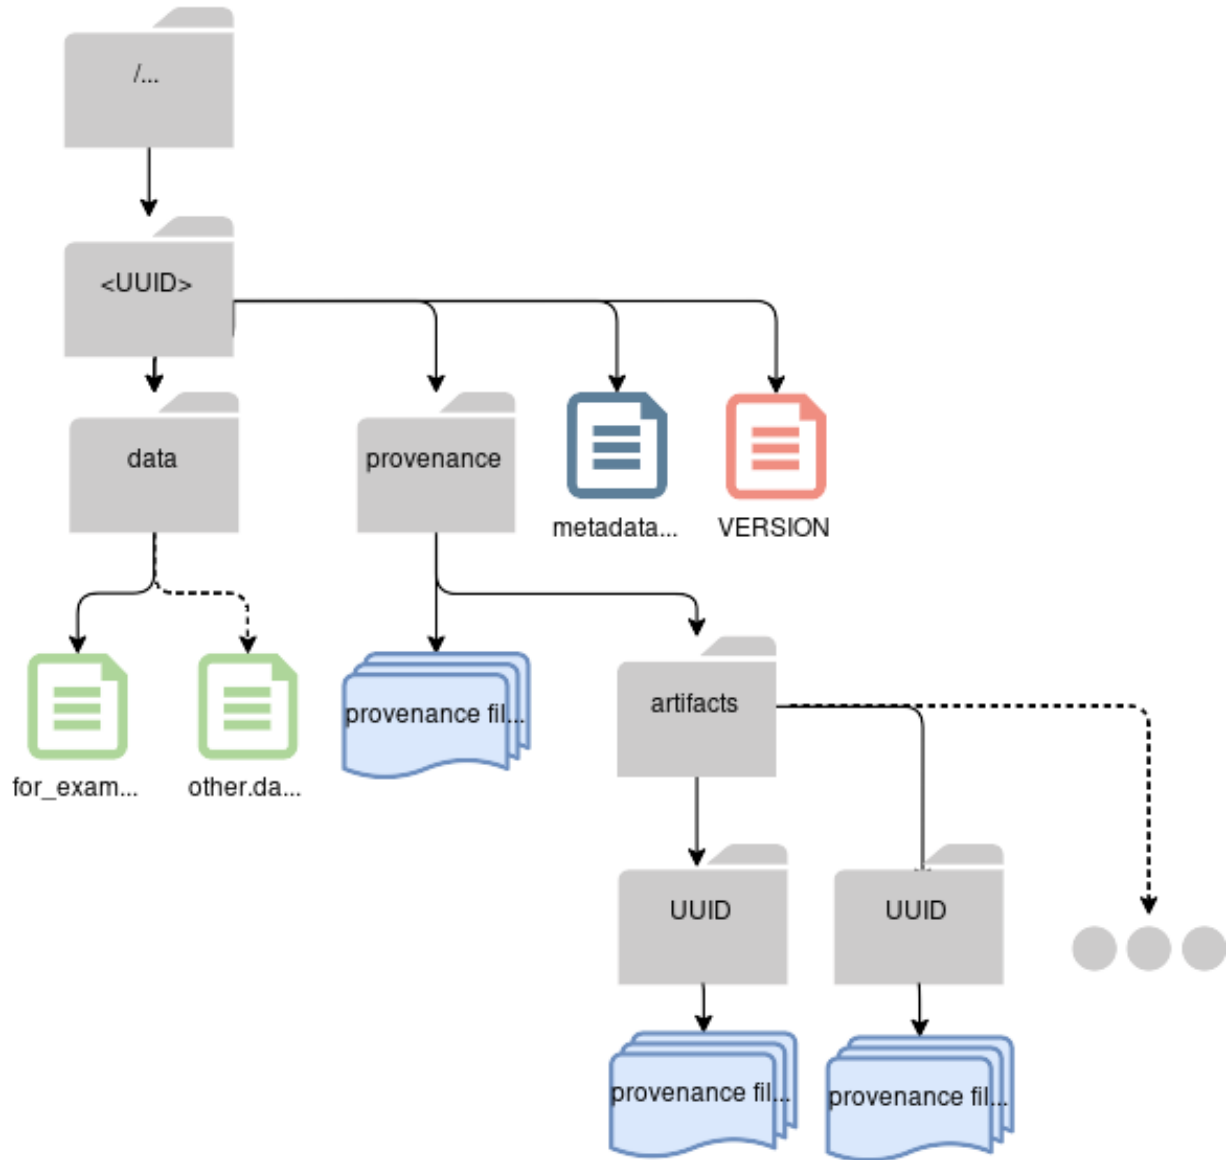 /...
<UUID>
data
provenance
metadata...
VERSION
for_exam...
other.da...
provenance fil...
artifacts
UUID
UUID
provenance fil...
provenance fil...